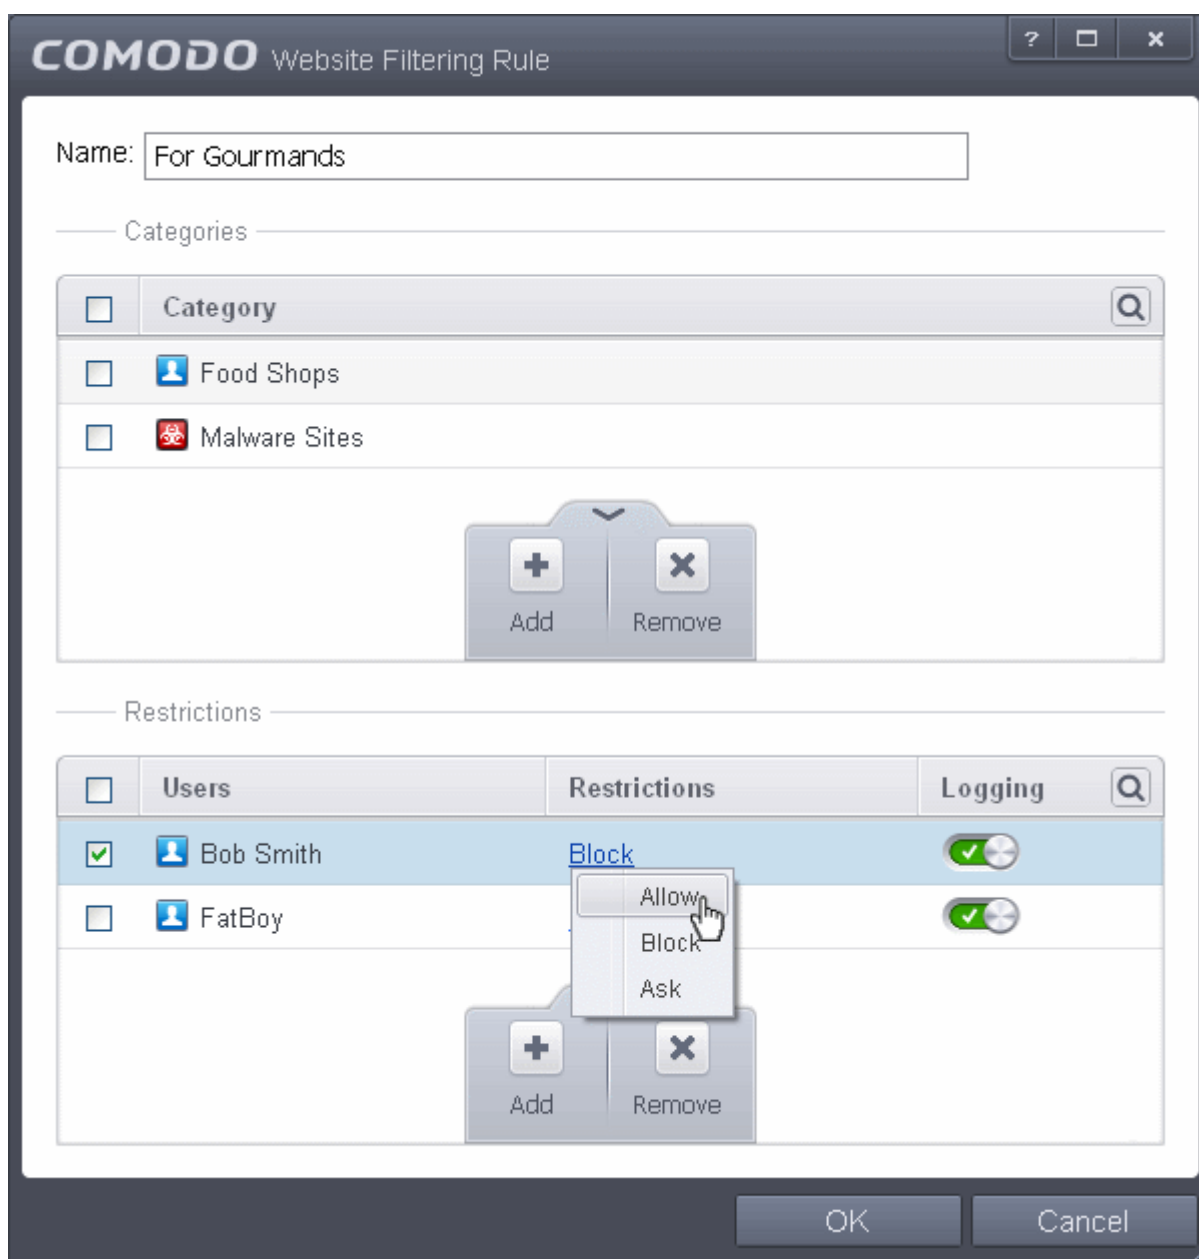 COMODO Website Filtering Rule ?
Name: For Gourmands
Categories
Category
Food Shops
Malware Sites
Add Remove
Restrictions
Users Restrictions Logging
Bob Smith Block
Allow
FatBoy
Block
Ask
Add Remove
OK Cancel